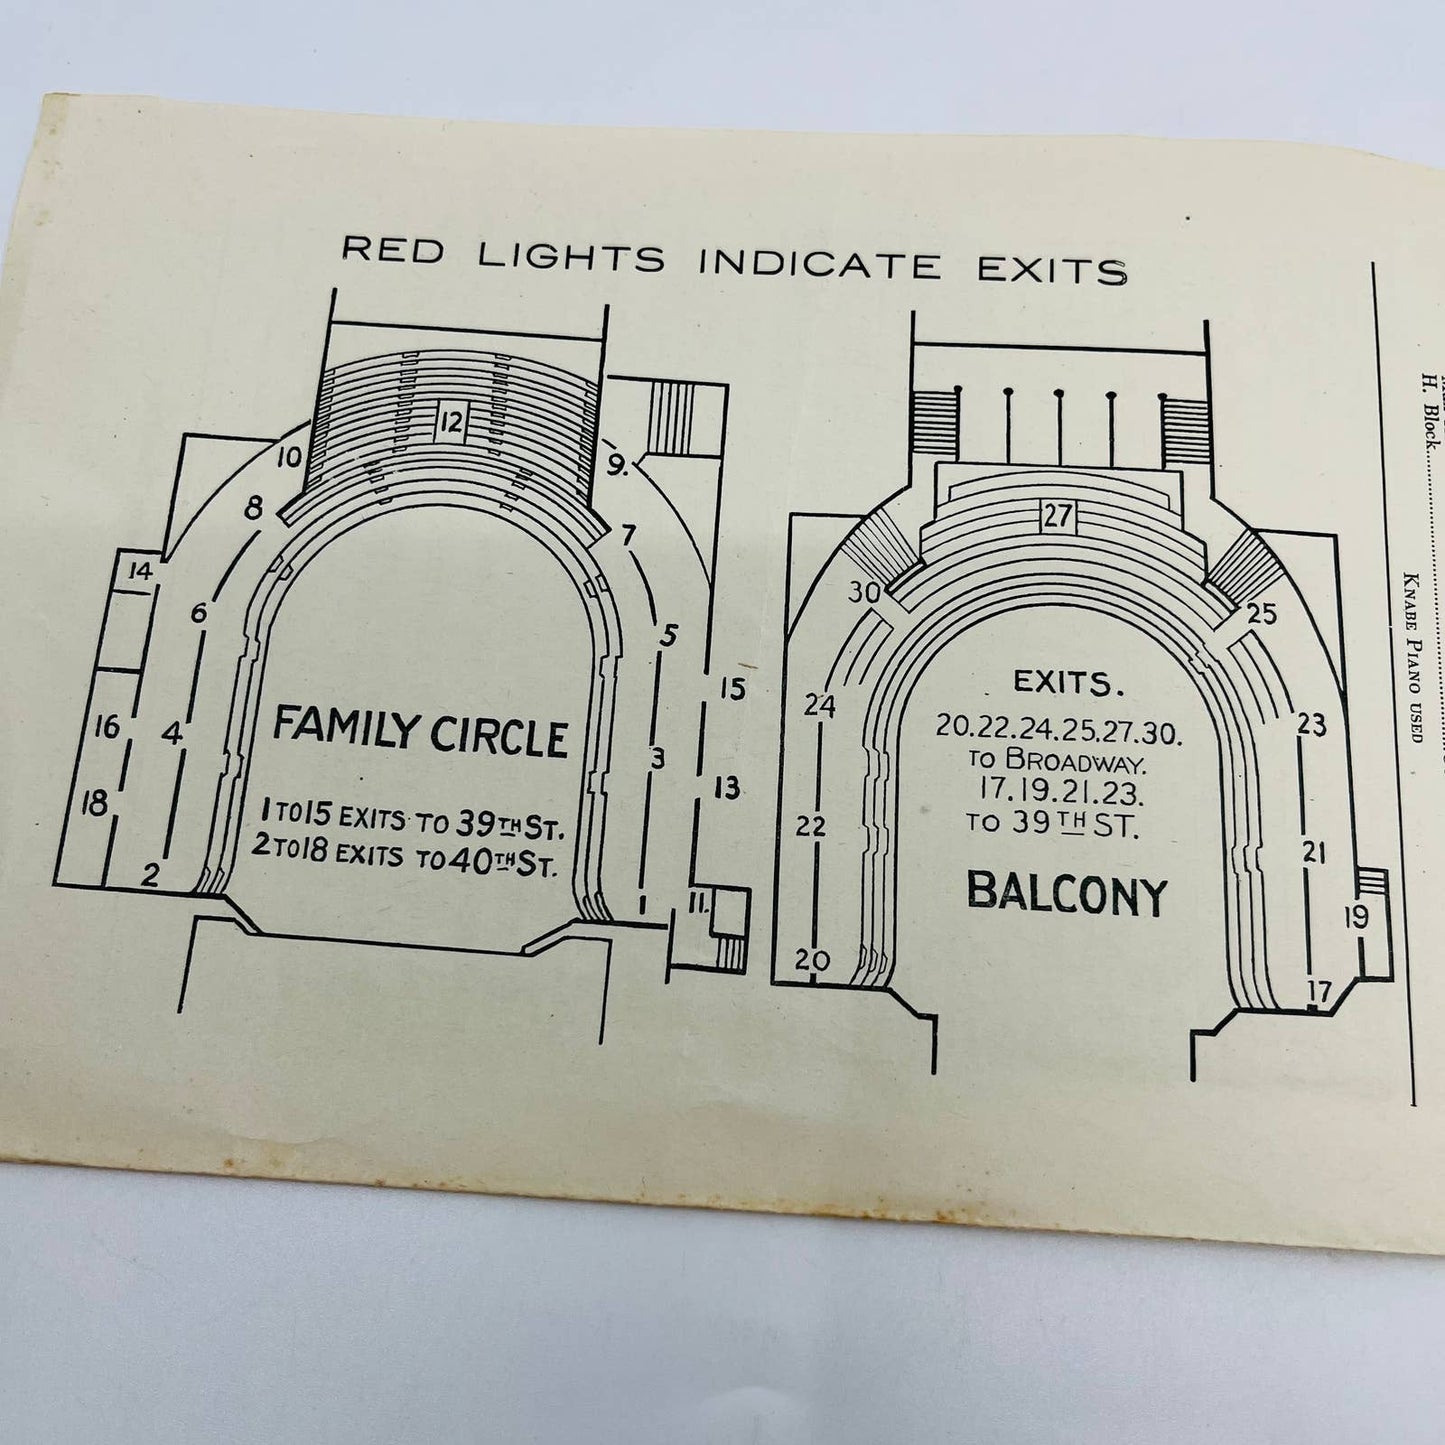 RED LIGHTS INDICATE EXITS
12
10
9.
8
7
14
6
5
15
16
4
3
13
18
2
1
11.
FAMILY CIRCLE
1 TO 15 EXITS TO 39TH ST.
2 TO 18 EXITS TO 40TH ST.
27
30
25
24
23
22
21
20
19
17
EXITS.
20.22.24.25.27.30.
TO BROADWAY.
17.19.21.23.
TO 39TH ST.
BALCONY
H. Block
KNABE PIANO USED